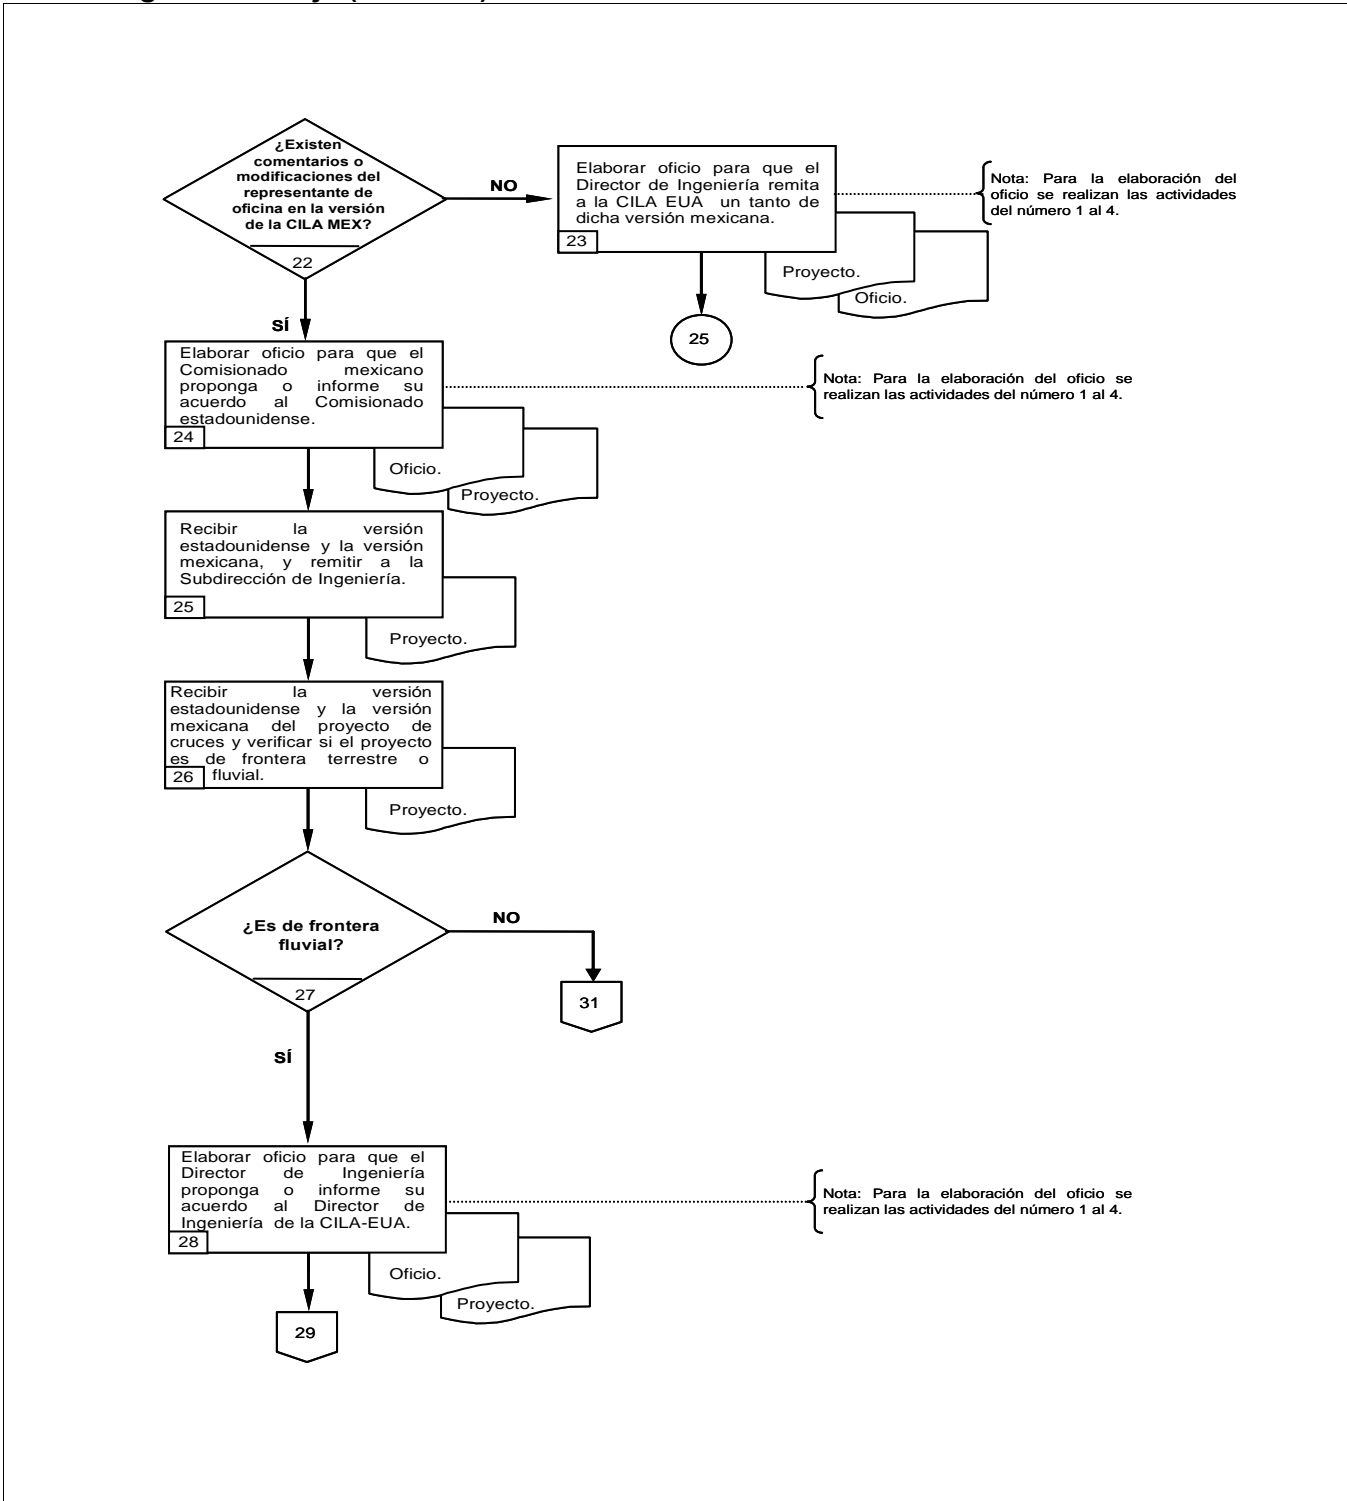 ¿Existen
comentarios o
modificaciones del
representante de
oficina en la versión
de la CILA MEX?
22
NO
Elaborar oficio para que el
Director de Ingeniería remita
a la CILA EUA un tanto de
dicha versión mexicana.
23
Nota: Para la elaboración del
oficio se realizan las actividades
del número 1 al 4.
Proyecto.
Oficio.
25
SÍ
Elaborar oficio para que el
Comisionado mexicano
proponga o informe su
acuerdo al Comisionado
estadounidense.
24
Nota: Para la elaboración del oficio se
realizan las actividades del número 1 al 4.
Oficio.
Proyecto.
Recibir la versión
estadounidense y la versión
mexicana, y remitir a la
Subdirección de Ingeniería.
25
Proyecto.
Recibir la versión
estadounidense y la versión
mexicana del proyecto de
cruces y verificar si el proyecto
es de frontera terrestre o
fluvial.
26
Proyecto.
¿Es de frontera
fluvial?
27
NO
31
SÍ
Elaborar oficio para que el
Director de Ingeniería
proponga o informe su
acuerdo al Director de
Ingeniería de la CILA-EUA.
28
Nota: Para la elaboración del oficio se
realizan las actividades del número 1 al 4.
Oficio.
Proyecto.
29